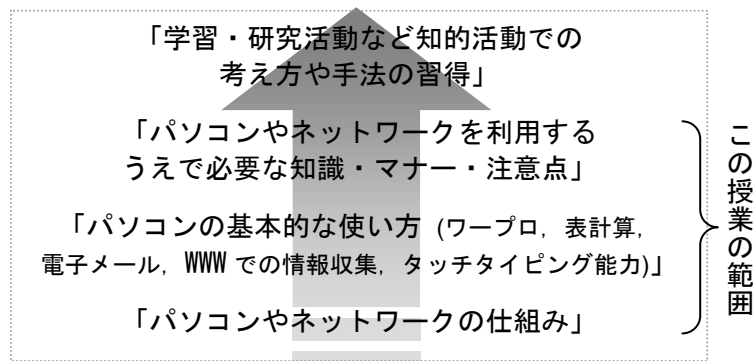 「学習・研究活動など知的活動での
考え方や手法の習得」
「パソコンやネットワークを利用する
うえで必要な知識・マナー・注意点」
「パソコンの基本的な使い方 (ワープロ, 表計算,
電子メール, WWW での情報収集, タッチタイピング能力)」
「パソコンやネットワークの仕組み」
この授業の範囲